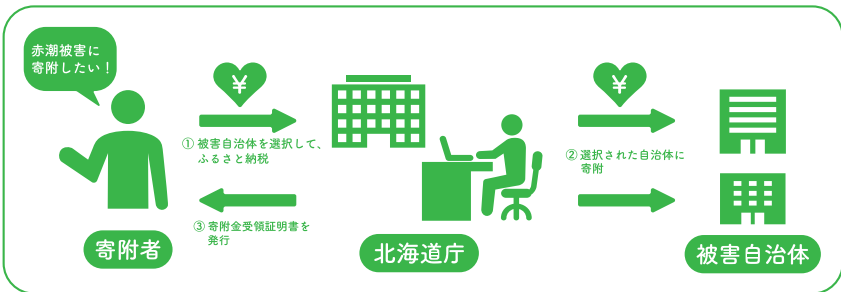 赤潮被害に
寄附したい！
¥
¥
① 被害自治体を選択して、
ふるさと納税
② 選択された自治体に
寄附
③ 寄附金受領証明書を
発行
寄附者
北海道庁
被害自治体